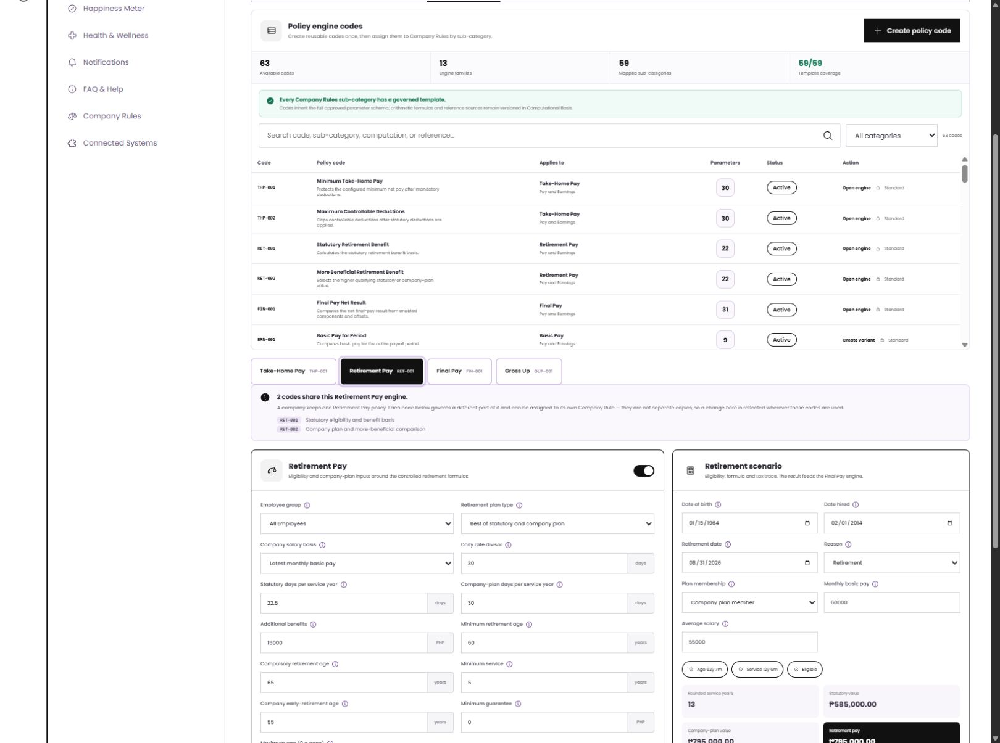 Happiness Meter
Health & Wellness
Notifications
FAQ & Help
Company Rules
Connected Systems
Policy engine codes
Create reusable codes once, then assign them to Company Rules by sub-category.
Create policy code
63
Available codes
13
Engine families
59
Mapped sub-categories
59/59
Template coverage
Every Company Rules sub-category has a governed template.
Codes inherit the full approved parameter schema; arithmetic formulas and reference sources remain versioned in Computational Basis.
Search code, sub-category, computation, or reference...
All categories
63 codes
Code Policy code Applies to Parameters Status Action
THP-001
Minimum Take-Home Pay
Protects the configured minimum net pay after mandatory
deductions.
Take-Home Pay
Pay and Earnings
30
Active
Open engine Standard
THP-002
Maximum Controllable Deductions
Caps controllable deductions after statutory deductions are
applied.
Take-Home Pay
Pay and Earnings
30
Active
Open engine Standard
RET-001
Statutory Retirement Benefit
Calculates the statutory retirement benefit basis.
Retirement Pay
Pay and Earnings
22
Active
Open engine Standard
RET-002
More Beneficial Retirement Benefit
Selects the higher qualifying statutory or company-plan
value.
Retirement Pay
Pay and Earnings
22
Active
Open engine Standard
FIN-001
Final Pay Net Result
Computes the net final-pay result from enabled
components and offsets.
Final Pay
Pay and Earnings
31
Active
Open engine Standard
ERN-001
Basic Pay for Period
Computes basic pay for the active payroll period.
Basic Pay
Pay and Earnings
9
Active
Create variant Standard
Take-Home Pay THP-001
Retirement Pay RET-001
Final Pay FIN-001
Gross Up GUP-001
2 codes share this Retirement Pay engine.
A company keeps one Retirement Pay policy. Each code below governs a different part of it and can be assigned to its own Company Rule — they are not separate copies, so a change here is reflected wherever those codes are used.
RET-001 Statutory eligibility and benefit basis
RET-002 Company plan and more-beneficial comparison
Retirement Pay
Eligibility and company-plan inputs around the controlled retirement formulas.
Employee group
All Employees
Retirement plan type
Best of statutory and company plan
Company salary basis
Latest monthly basic pay
Daily rate divisor
30 days
Statutory days per service year
22.5 days
Company-plan days per service year
30 days
Additional benefits
15000 PHP
Minimum retirement age
60 years
Compulsory retirement age
65 years
Minimum service
5 years
Company early-retirement age
55 years
Minimum guarantee
0 PHP
Maximum age (0 = none)
Retirement scenario
Eligibility, formula and tax trace. The result feeds the Final Pay engine.
Date of birth
01/15/1964
Date hired
02/01/2014
Retirement date
08/31/2026
Reason
Retirement
Plan membership
Company plan member
Monthly basic pay
60000
Average salary
55000
Age 62y 7m
Service 12y 6m
Eligible
Rounded service years
13
Statutory value
₱585,000.00
Company-plan value
₱795,000.00
Retirement pay
₱795,000.00